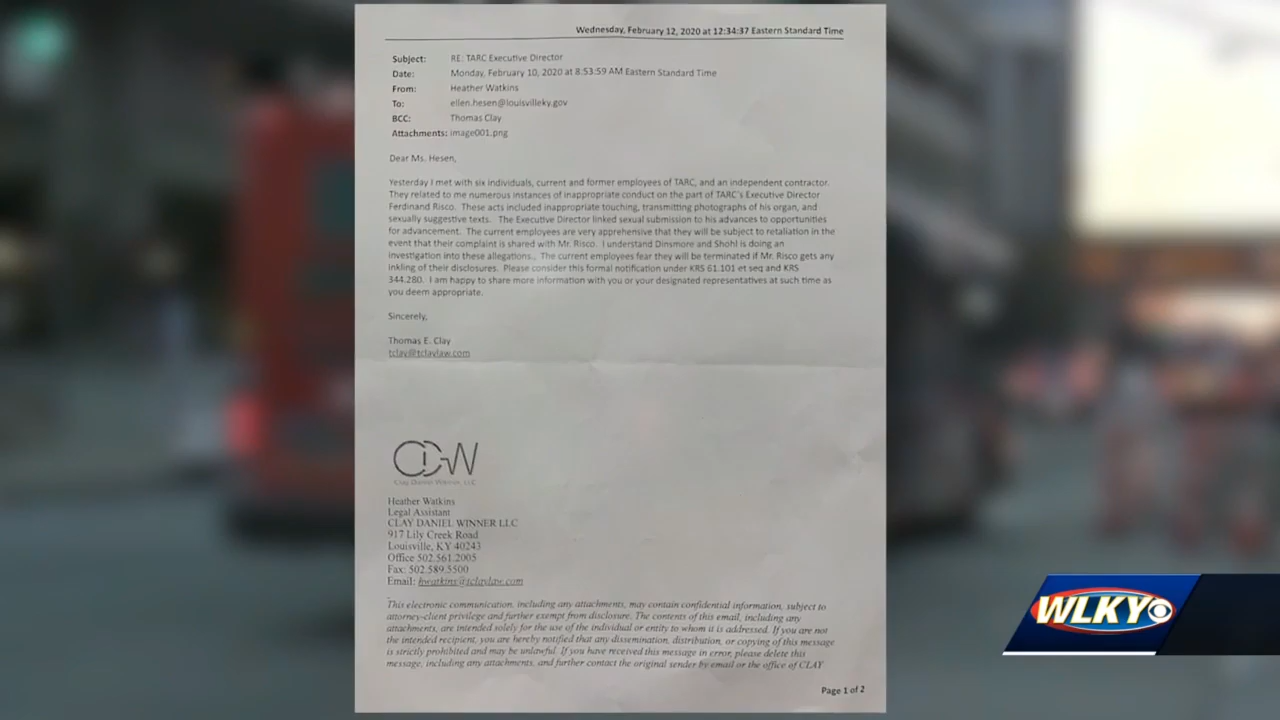 Wednesday, February 12, 2020 at 12:34:37 Eastern Standard Time
Subject: RE: TARC Executive Director
Date: Monday, February 10, 2020 at 8:53:59 AM Eastern Standard Time
From: Heather Watkins
To: ellen.hesen@louisvilleky.gov
BCC: Thomas Clay
Attachments: image001.png
Dear Ms. Hesen,
Yesterday I met with six individuals, current and former employees of TARC, and an independent contractor.
They related to me numerous instances of inappropriate conduct on the part of TARC's Executive Director
Ferdinand Risco. These acts included inappropriate touching, transmitting photographs of his organ, and
sexually suggestive texts. The Executive Director linked sexual submission to his advances to opportunities
for advancement. The current employees are very apprehensive that they will be subject to retaliation in the
event that their complaint is shared with Mr. Risco. I understand Dinsmore and Shohl is doing an
investigation into these allegations. The current employees fear they will be terminated if Mr. Risco gets any
inkling of their disclosures. Please consider this formal notification under KRS 61.101 et seq and KRS
344.280. I am happy to share more information with you or your designated representatives at such time as
you deem appropriate.
Sincerely,
Thomas E. Clay
tclay@tclaylaw.com
CDW
Clay Daniel Winner, LLC
Heather Watkins
Legal Assistant
CLAY DANIEL WINNER LLC
917 Lily Creek Road
Louisville, KY 40243
Office 502.561.2005
Fax: 502.589.5500
Email: hwatkins@tclaylaw.com
This electronic communication, including any attachments, may contain confidential information, subject to
attorney-client privilege and further exempt from disclosure. The contents of this email, including any
attachments, are intended solely for the use of the individual or entity to whom it is addressed. If you are not
the intended recipient, you are hereby notified that any dissemination, distribution, or copying of this message
is strictly prohibited and may be unlawful. If you have received this message in error, please delete this
message, including any attachments, and further contact the original sender by email or the office of CLAY
Page 1 of 2
WLKY